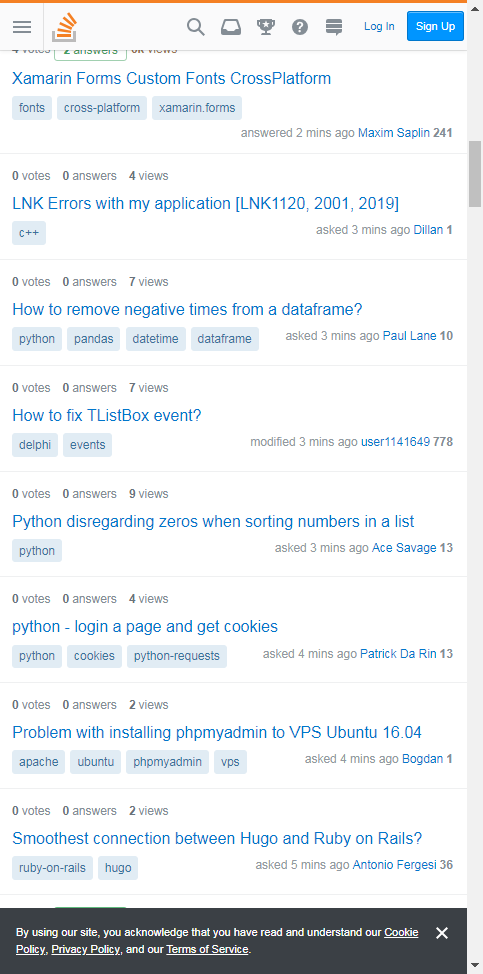 Log In Sign Up
4 votes 2 answers 6k views
Xamarin Forms Custom Fonts CrossPlatform
fonts cross-platform xamarin.forms
answered 2 mins ago Maxim Saplin 241
0 votes 0 answers 4 views
LNK Errors with my application [LNK1120, 2001, 2019]
c++ asked 3 mins ago Dillan 1
0 votes 0 answers 7 views
How to remove negative times from a dataframe?
python pandas datetime dataframe asked 3 mins ago Paul Lane 10
0 votes 0 answers 7 views
How to fix TListBox event?
delphi events modified 3 mins ago user1141649 778
0 votes 0 answers 9 views
Python disregarding zeros when sorting numbers in a list
python asked 3 mins ago Ace Savage 13
0 votes 0 answers 4 views
python - login a page and get cookies
python cookies python-requests asked 4 mins ago Patrick Da Rin 13
0 votes 0 answers 2 views
Problem with installing phpmyadmin to VPS Ubuntu 16.04
apache ubuntu phpmyadmin vps asked 4 mins ago Bogdan 1
0 votes 0 answers 2 views
Smoothest connection between Hugo and Ruby on Rails?
ruby-on-rails hugo asked 5 mins ago Antonio Fergesi 36
By using our site, you acknowledge that you have read and understand our Cookie
Policy, Privacy Policy, and our Terms of Service.